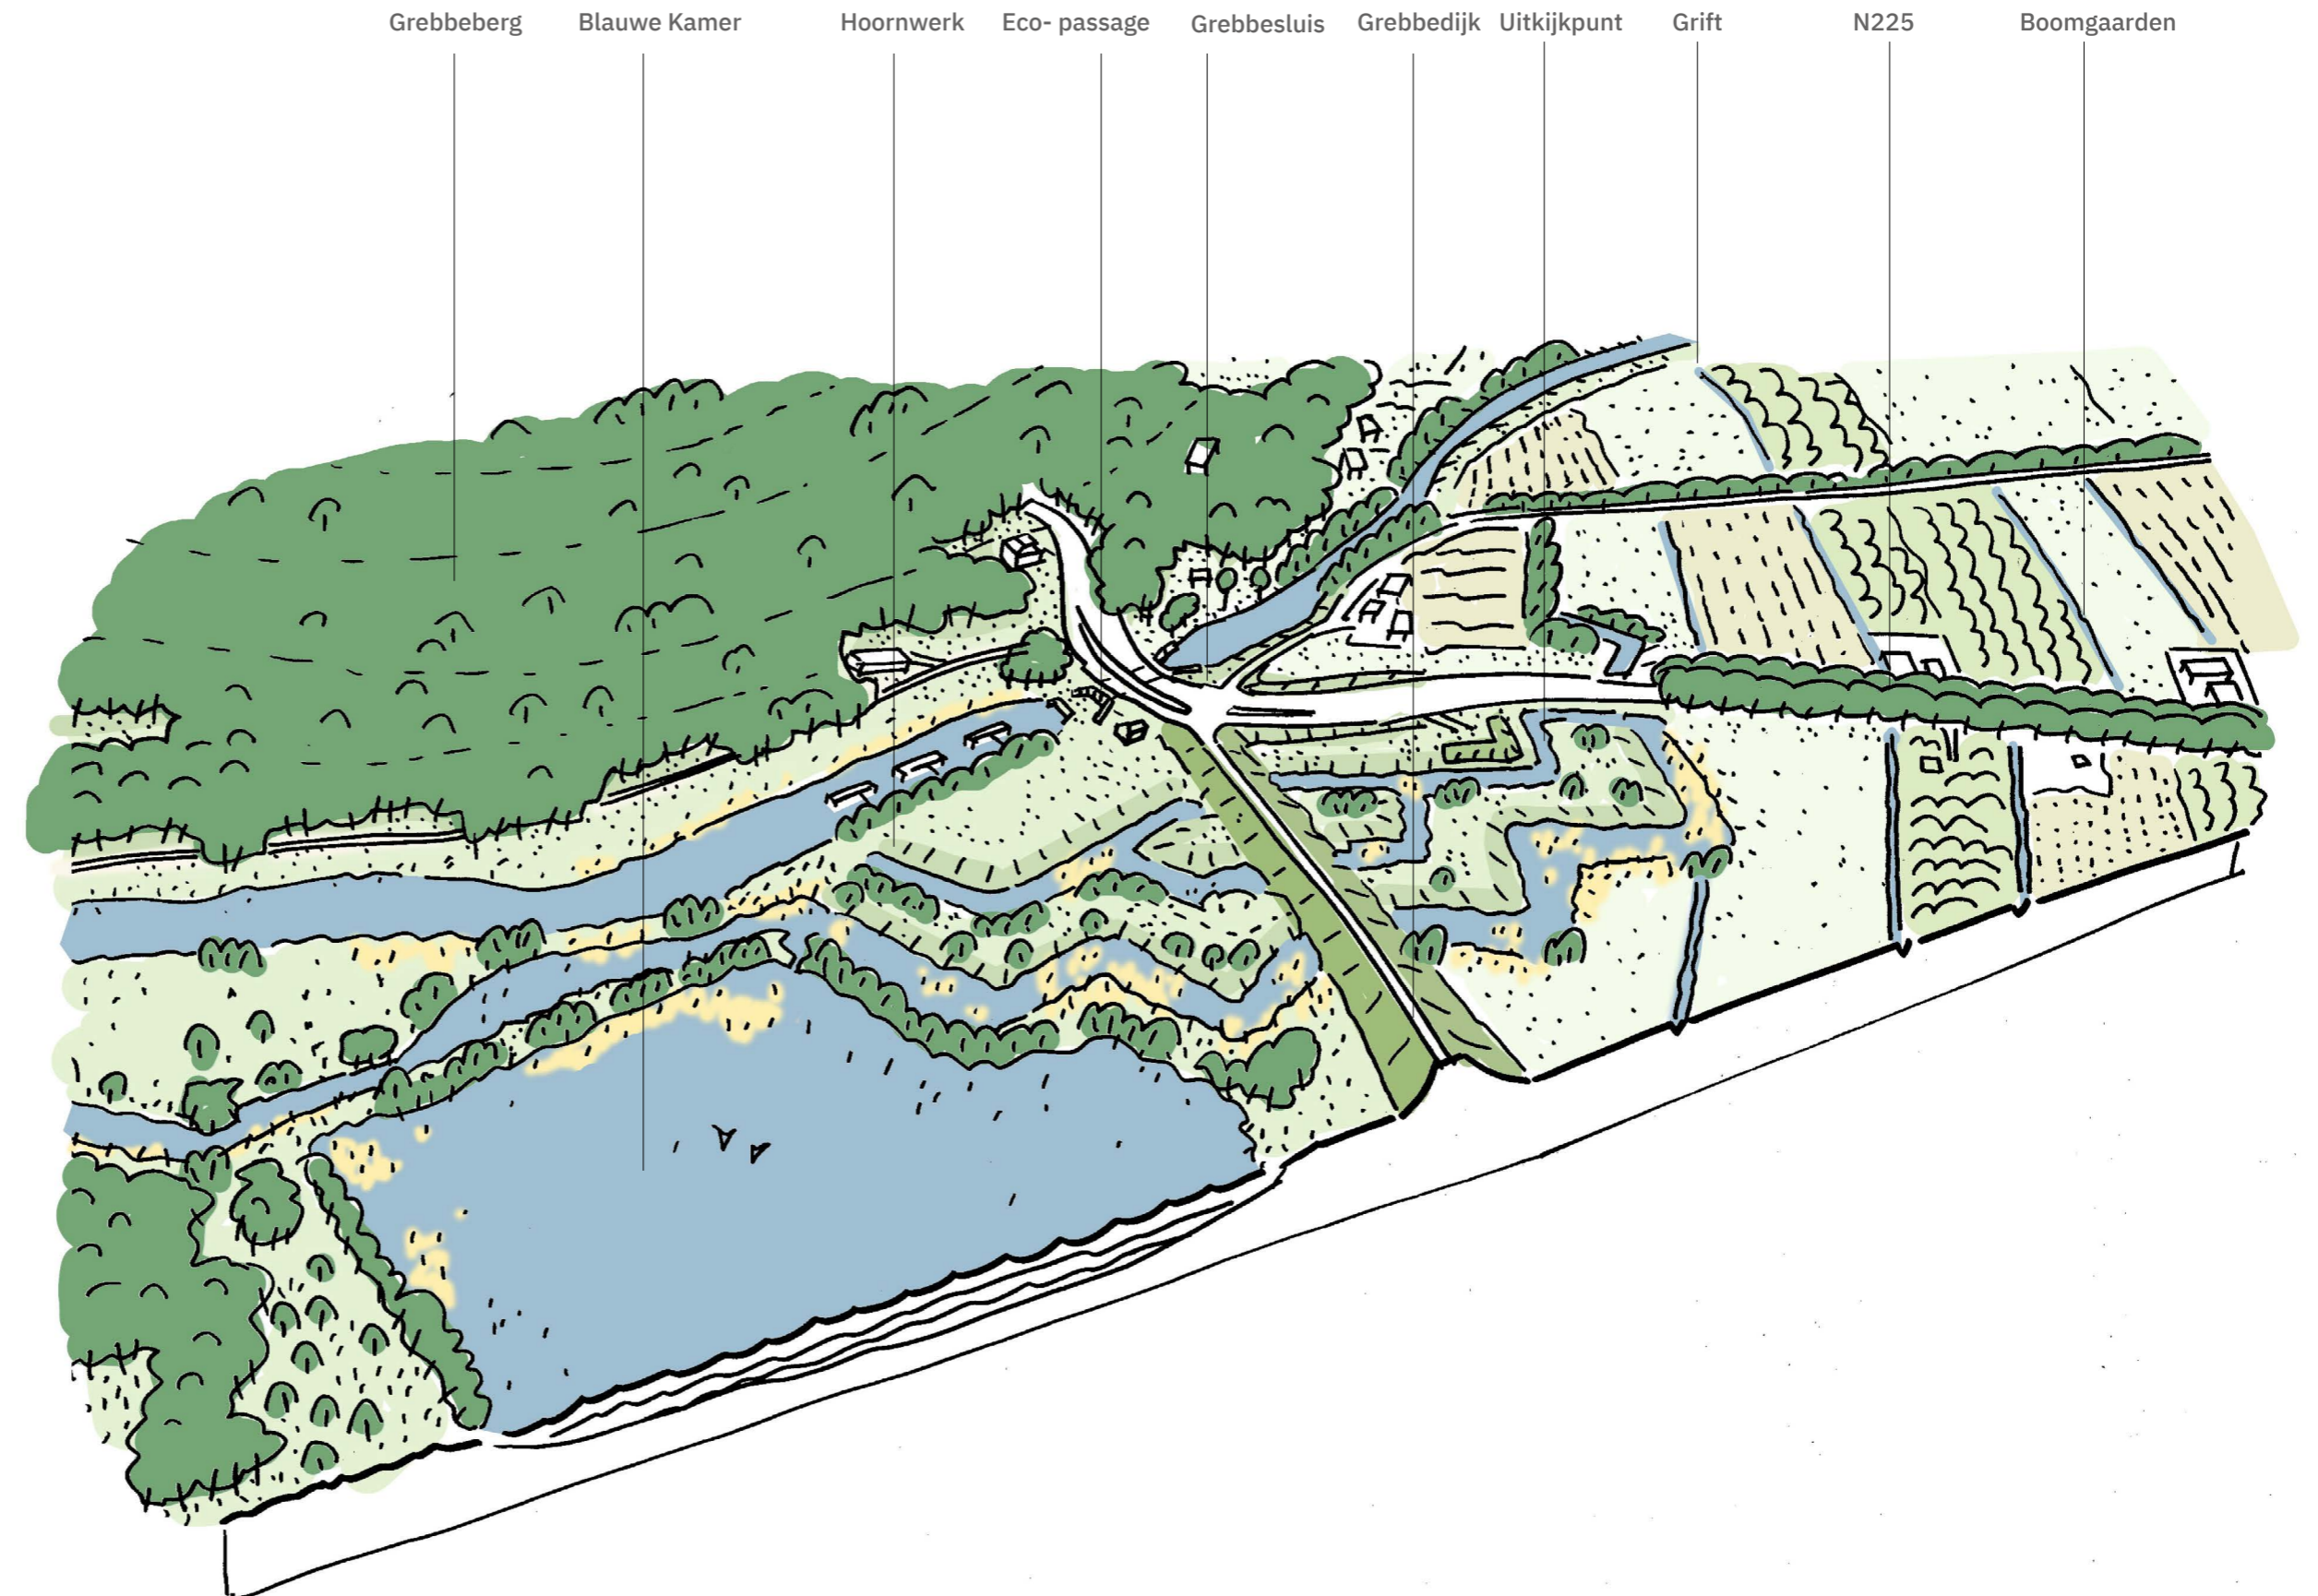 Grebbeberg
Blauwe Kamer
Hoornwerk
Eco- passage
Grebbesluis
Grebbedijk
Uitkijkpunt
Grift
N225
Boomgaarden